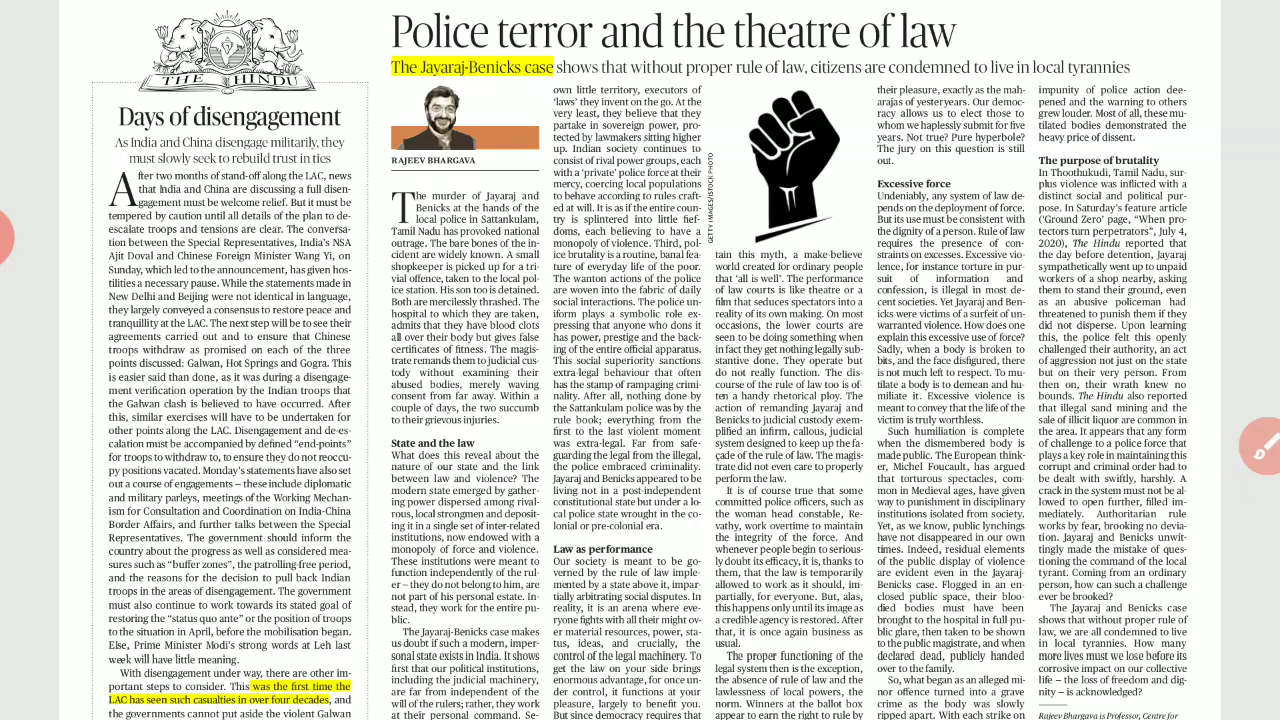 THE HINDU
Days of disengagement
As India and China disengage militarily, they
must slowly seek to rebuild trust in ties
After two months of stand-off along the LAC, news
that India and China are discussing a full disen-
gagement must be welcome relief. But it must be
tempered by caution until all details of the plan to de-
escalate troops and tensions are clear. The conversa-
tion between the Special Representatives, India's NSA
Ajit Doval and Chinese Foreign Minister Wang Yi, on
Sunday, which led to the announcement, has given hos-
tilities a necessary pause. While the statements made in
New Delhi and Beijing were not identical in language,
they largely conveyed a consensus to restore peace and
tranquillity at the LAC. The next step will be to see their
agreements carried out and to ensure that Chinese
troops withdraw as promised on each of the three
points discussed: Galwan, Hot Springs and Gogra. This
is easier said than done, as it was during a disengage-
ment verification operation by the Indian troops that
the Galwan clash is believed to have occurred. After
this, similar exercises will have to be undertaken for
other points along the LAC. Disengagement and de-es-
calation must be accompanied by defined "end-points"
for troops to withdraw to, to ensure they do not reoccu-
py positions vacated. Monday's statements have also set
out a course of engagements – these include diplomatic
and military parleys, meetings of the Working Mechan-
ism for Consultation and Coordination on India-China
Border Affairs, and further talks between the Special
Representatives. The government should inform the
country about the progress as well as considered mea-
sures such as "buffer zones", the patrolling-free period,
and the reasons for the decision to pull back Indian
troops in the areas of disengagement. The government
must also continue to work towards its stated goal of
restoring the "status quo ante" or the position of troops
to the situation in April, before the mobilisation began.
Else, Prime Minister Modi's strong words at Leh last
week will have little meaning.
With disengagement under way, there are other im-
portant steps to consider. This was the first time the
LAC has seen such casualties in over four decades, and
the governments cannot put aside the violent Galwan
Police terror and the theatre of law
The Jayaraj-Benicks case shows that without proper rule of law, citizens are condemned to live in local tyrannies
RAJEEV BHARGAVA
The murder of Jayaraj and
Benicks at the hands of the
local police in Sattankulam,
Tamil Nadu has provoked national
outrage. The bare bones of the in-
cident are widely known. A small
shopkeeper is picked up for a tri-
vial offence, taken to the local pol-
ice station. His son too is detained.
Both are mercilessly thrashed. The
hospital to which they are taken,
admits that they have blood clots
all over their body but gives false
certificates of fitness. The magis-
trate remands them to judicial cus-
tody without examining their
abused bodies, merely waving
consent from far away. Within a
couple of days, the two succumb
to their grievous injuries.
State and the law
What does this reveal about the
nature of our state and the link
between law and violence? The
modern state emerged by gather-
ing power dispersed among rival-
rous, local strongmen and deposit-
ing it in a single set of inter-related
institutions, now endowed with a
monopoly of force and violence.
These institutions were meant to
function independently of the rul-
er – they do not belong to him, are
not part of his personal estate. In-
stead, they work for the entire pu-
blic.
The Jayaraj-Benicks case makes
us doubt if such a modern, imper-
sonal state exists in India. It shows
first that our political institutions,
including the judicial machinery,
are far from independent of the
will of the rulers; rather, they work
at their personal command. Se-
own little territory, executors of
'laws' they invent on the go. At the
very least, they believe that they
partake in sovereign power, pro-
tected by lawmakers sitting higher
up. Indian society continues to
consist of rival power groups, each
with a 'private' police force at their
mercy, coercing local populations
to behave according to rules craft-
ed at will. It is as if the entire coun-
try is splintered into little fief-
doms, each believing to have a
monopoly of violence. Third, pol-
ice brutality is a routine, banal fea-
ture of everyday life of the poor.
The wanton actions of the police
are woven into the fabric of daily
social interactions. The police un-
iform plays a symbolic role ex-
pressing that anyone who dons it
has power, prestige and the back-
ing of the entire official apparatus.
This social superiority sanctions
extra-legal behaviour that often
has the stamp of rampaging crimi-
nality. After all, nothing done by
the Sattankulam police was by the
rule book; everything from the
first to the last violent moment
was extra-legal. Far from safe-
guarding the legal from the illegal,
the police embraced criminality.
Jayaraj and Benicks appeared to be
living not in a post-independent
constitutional state but under a lo-
cal police state wrought in the co-
lonial or pre-colonial era.
Law as performance
Our society is meant to be go-
verned by the rule of law imple-
mented by a state above it, impar-
tially arbitrating social disputes. In
reality, it is an arena where eve-
ryone fights with all their might ov-
er material resources, power, sta-
tus, ideas and, crucially, the
control of the legal machinery. To
get the law on your side brings
enormous advantage, for once un-
der control, it functions at your
pleasure, largely to benefit you.
But since democracy requires that
GETTY IMAGES/ISTOCK PHOTO
tain this myth, a make-believe
world created for ordinary people
that 'all is well'. The performance
of law courts is like theatre or a
film that seduces spectators into a
reality of its own making. On most
occasions, the lower courts are
seen to be doing something when
in fact they get nothing legally sub-
stantive done. They operate but
do not really function. The dis-
course of the rule of law too is of-
ten a handy rhetorical ploy. The
action of remanding Jayaraj and
Benicks to judicial custody exem-
plified an infirm, callous, judicial
system designed to keep up the fa-
çade of the rule of law. The magis-
trate did not even care to properly
perform the law.
It is of course true that some
committed police officers, such as
the woman head constable, Re-
vathy, work overtime to maintain
the integrity of the force. And
whenever people begin to serious-
ly doubt its efficacy, it is, thanks to
them, that the law is temporarily
allowed to work as it should, im-
partially, for everyone. But, alas,
this happens only until its image as
a credible agency is restored. After
that, it is once again business as
usual.
The proper functioning of the
legal system then is the exception,
the absence of rule of law and the
lawlessness of local powers, the
norm. Winners at the ballot box
appear to earn the right to rule by
their pleasure, exactly as the mah-
arajas of yesteryears. Our democ-
racy allows us to elect those to
whom we haplessly submit for five
years. Not true? Pure hyperbole?
The jury on this question is still
out.
Excessive force
Undeniably, any system of law de-
pends on the deployment of force.
But its use must be consistent with
the dignity of a person. Rule of law
requires the presence of con-
straints on excesses. Excessive vio-
lence, for instance torture in pur-
suit of information and
confession, is illegal in most de-
cent societies. Yet Jayaraj and Ben-
icks were victims of a surfeit of un-
warranted violence. How does one
explain this excessive use of force?
Sadly, when a body is broken to
bits, and the face disfigured, there
is not much left to respect. To mu-
tilate a body is to demean and hu-
miliate it. Excessive violence is
meant to convey that the life of the
victim is truly worthless.
Such humiliation is complete
when the dismembered body is
made public. The European think-
er, Michel Foucault, has argued
that torturous spectacles, com-
mon in Medieval ages, have given
way to punishment in disciplinary
institutions isolated from society.
Yet, as we know, public lynchings
have not disappeared in our own
times. Indeed, residual elements
of the public display of violence
are evident even in the Jayaraj-
Benicks case. Flogged in an en-
closed public space, their bloo-
died bodies must have been
brought to the hospital in full pu-
blic glare, then taken to be shown
to the public magistrate, and when
declared dead, publicly handed
over to the family.
So, what began as an alleged mi-
nor offence turned into a grave
crime as the body was slowly
ripped apart. With each strike on
impunity of police action dee-
pened and the warning to others
grew louder. Most of all, these mu-
tilated bodies demonstrated the
heavy price of dissent.
The purpose of brutality
In Thoothukudi, Tamil Nadu, sur-
plus violence was inflicted with a
distinct social and political pur-
pose. In Saturday's feature article
('Ground Zero' page, "When pro-
tectors turn perpetrators", July 4,
2020), The Hindu reported that
the day before detention, Jayaraj
sympathetically went up to unpaid
workers of a shop nearby, asking
them to stand their ground, even
as an abusive policeman had
threatened to punish them if they
did not disperse. Upon learning
this, the police felt this openly
challenged their authority, an act
of aggression not just on the state
but on their very person. From
then on, their wrath knew no
bounds. The Hindu also reported
that illegal sand mining and the
sale of illicit liquor are common in
the area. It appears that any form
of challenge to a police force that
plays a key role in maintaining this
corrupt and criminal order had to
be dealt with swiftly, harshly. A
crack in the system must not be al-
lowed to open further, filled im-
mediately. Authoritarian rule
works by fear, brooking no devia-
tion. Jayaraj and Benicks unwit-
tingly made the mistake of ques-
tioning the command of the local
tyrant. Coming from an ordinary
person, how can such a challenge
ever be brooked?
The Jayaraj and Benicks case
shows that without proper rule of
law, we are all condemned to live
in local tyrannies. How many
more lives must we lose before its
corrosive impact on our collective
life – the loss of freedom and dig-
nity – is acknowledged?
Rajeev Bhargava is Professor, Centre for